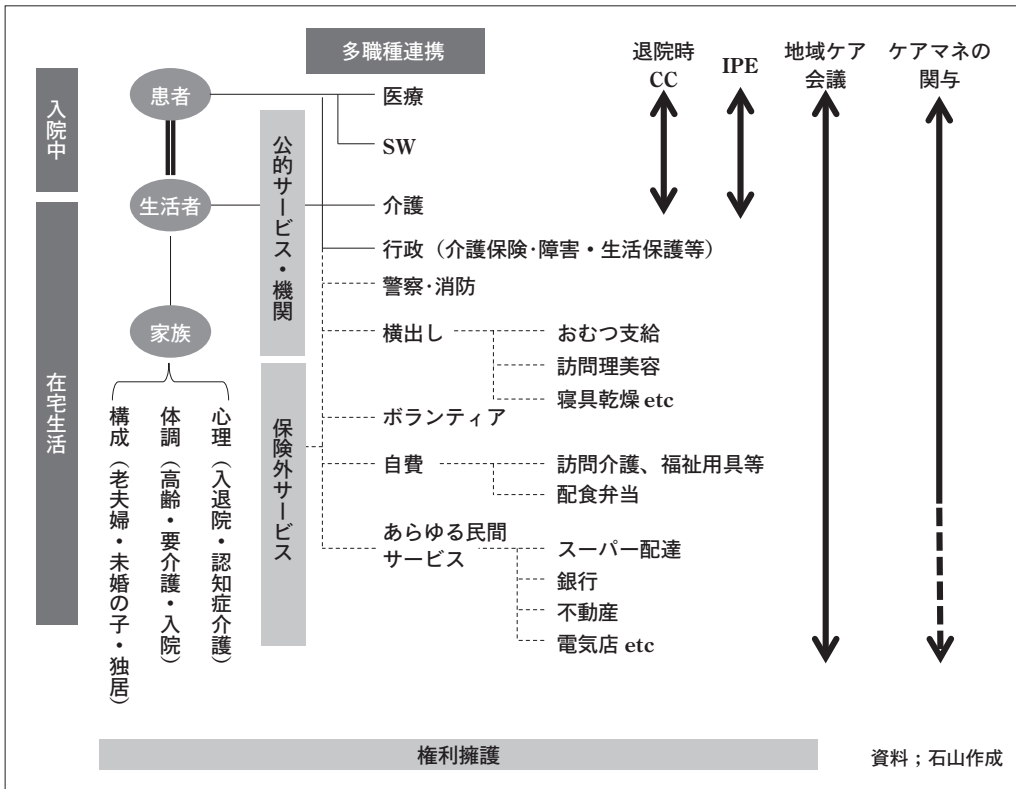 多職種連携
退院時
CC
IPE
地域ケア
会議
ケアマネの
関与
入院中
在宅生活
患者
生活者
家族
構成（老夫婦・未婚の子・独居）
体調（高齢・要介護・入院）
心理（入退院・認知症介護）
公的サービス・機関
保険外サービス
医療
SW
介護
行政（介護保険･障害・生活保護等）
警察･消防
横出し
おむつ支給
訪問理美容
寝具乾燥 etc
ボランティア
自費
訪問介護、福祉用具等
配食弁当
あらゆる民間
サービス
スーパー配達
銀行
不動産
電気店 etc
権利擁護
資料；石山作成